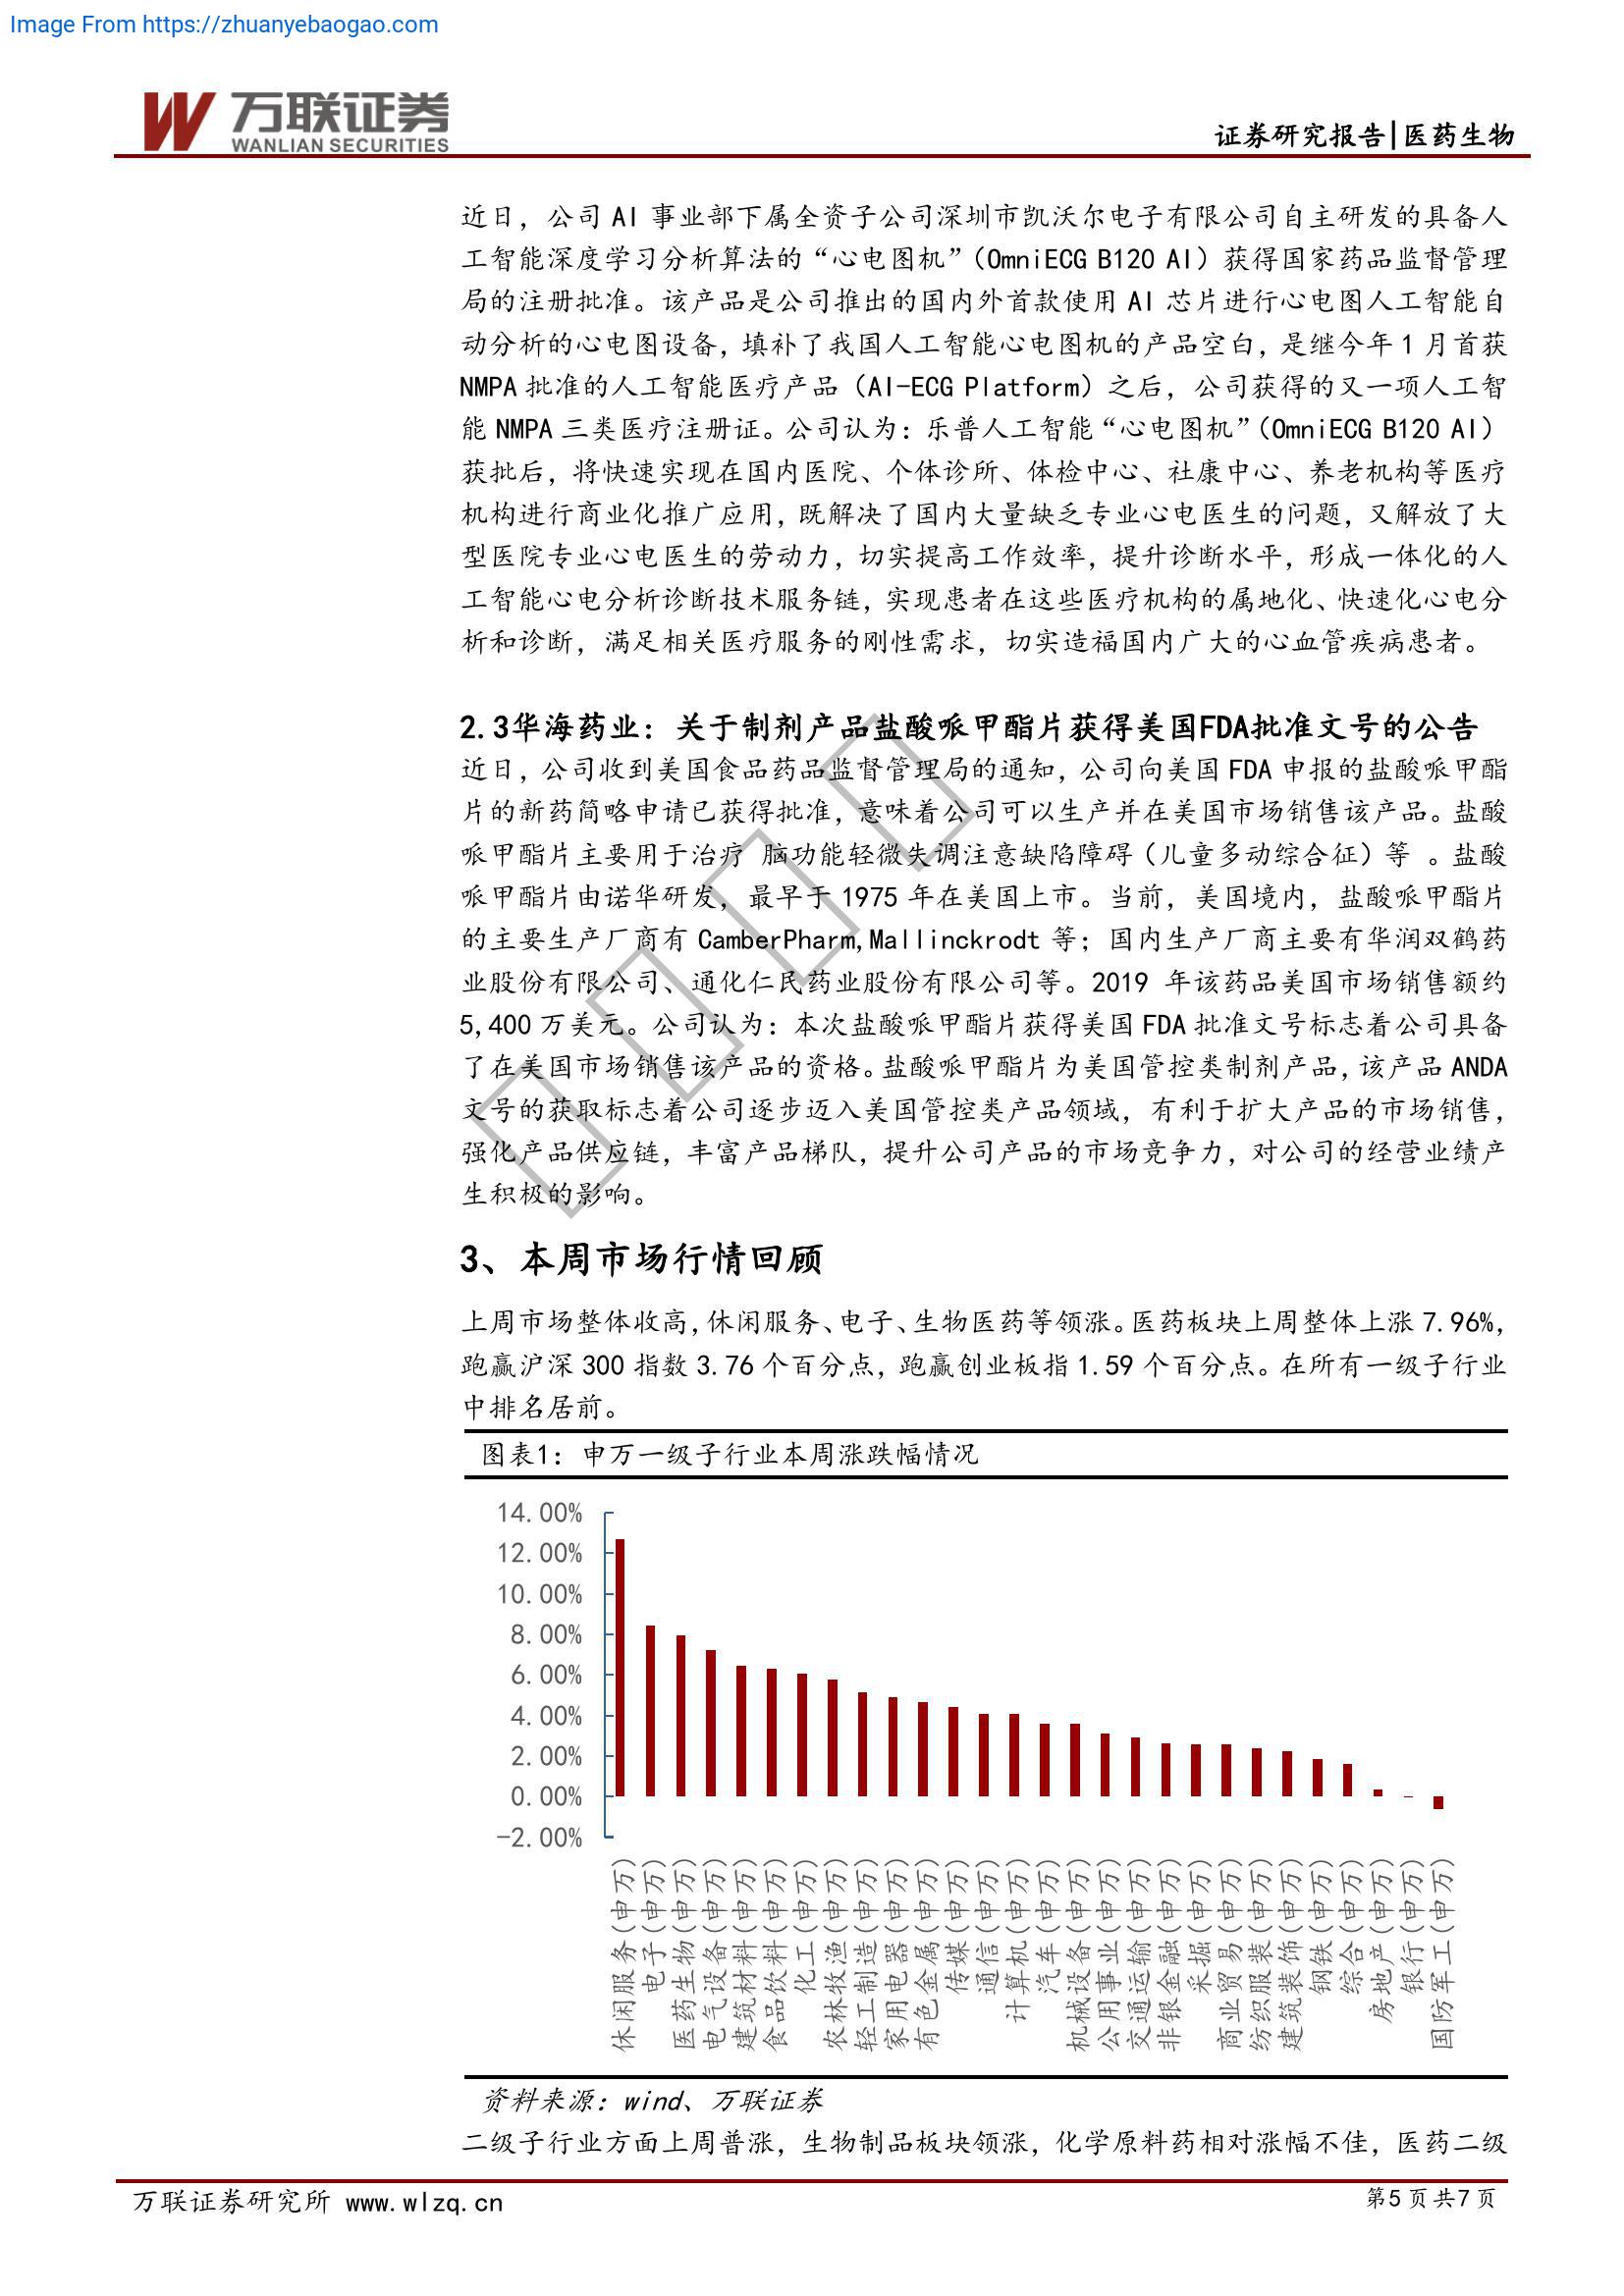 Image From https://zhuanyebaogao.com
万联证券
WANLIAN SECURITIES
证券研究报告|医药生物
近日，公司 AI 事业部下属全资子公司深圳市凯沃尔电子有限公司自主研发的具备人
工智能深度学习分析算法的“心电图机”（OmniECG B120 AI）获得国家药品监督管理
局的注册批准。该产品是公司推出的国内外首款使用 AI 芯片进行心电图人工智能自
动分析的心电图设备，填补了我国人工智能心电图机的产品空白，是继今年 1 月首获
NMPA 批准的人工智能医疗产品（AI-ECG Platform）之后，公司获得的又一项人工智
能 NMPA 三类医疗注册证。公司认为：乐普人工智能“心电图机”（OmniECG B120 AI）
获批后，将快速实现在国内医院、个体诊所、体检中心、社康中心、养老机构等医疗
机构进行商业化推广应用，既解决了国内大量缺乏专业心电医生的问题，又解放了大
型医院专业心电医生的劳动力，切实提高工作效率，提升诊断水平，形成一体化的人
工智能心电分析诊断技术服务链，实现患者在这些医疗机构的属地化、快速化心电分
析和诊断，满足相关医疗服务的刚性需求，切实造福国内广大的心血管疾病患者。
2.3华海药业：关于制剂产品盐酸哌甲酯片获得美国FDA批准文号的公告
近日，公司收到美国食品药品监督管理局的通知，公司向美国 FDA 申报的盐酸哌甲酯
片的新药简略申请已获得批准，意味着公司可以生产并在美国市场销售该产品。盐酸
哌甲酯片主要用于治疗 脑功能轻微失调注意缺陷障碍（儿童多动综合征）等 。盐酸
哌甲酯片由诺华研发，最早于 1975 年在美国上市。当前，美国境内，盐酸哌甲酯片
的主要生产厂商有 CamberPharm,Mallinckrodt 等；国内生产厂商主要有华润双鹤药
业股份有限公司、通化仁民药业股份有限公司等。2019 年该药品美国市场销售额约
5,400 万美元。公司认为：本次盐酸哌甲酯片获得美国 FDA 批准文号标志着公司具备
了在美国市场销售该产品的资格。盐酸哌甲酯片为美国管控类制剂产品，该产品 ANDA
文号的获取标志着公司逐步迈入美国管控类产品领域，有利于扩大产品的市场销售，
强化产品供应链，丰富产品梯队，提升公司产品的市场竞争力，对公司的经营业绩产
生积极的影响。
3、本周市场行情回顾
上周市场整体收高，休闲服务、电子、生物医药等领涨。医药板块上周整体上涨 7.96%，
跑赢沪深 300 指数 3.76 个百分点，跑赢创业板指 1.59 个百分点。在所有一级子行业
中排名居前。
图表1：申万一级子行业本周涨跌幅情况
14.00%
12.00%
10.00%
8.00%
6.00%
4.00%
2.00%
0.00%
-2.00%
休闲服务(申万)
电子(申万)
医药生物(申万)
电气设备(申万)
建筑材料(申万)
食品饮料(申万)
化工(申万)
农林牧渔(申万)
轻工制造(申万)
家用电器(申万)
有色金属(申万)
传媒(申万)
通信(申万)
计算机(申万)
汽车(申万)
机械设备(申万)
公用事业(申万)
交通运输(申万)
非银金融(申万)
采掘(申万)
商业贸易(申万)
纺织服装(申万)
建筑装饰(申万)
钢铁(申万)
综合(申万)
房地产(申万)
银行(申万)
国防军工(申万)
资料来源：wind、万联证券
二级子行业方面上周普涨，生物制品板块领涨，化学原料药相对涨幅不佳，医药二级
万联证券研究所 www.wlzq.cn
第5页共7页